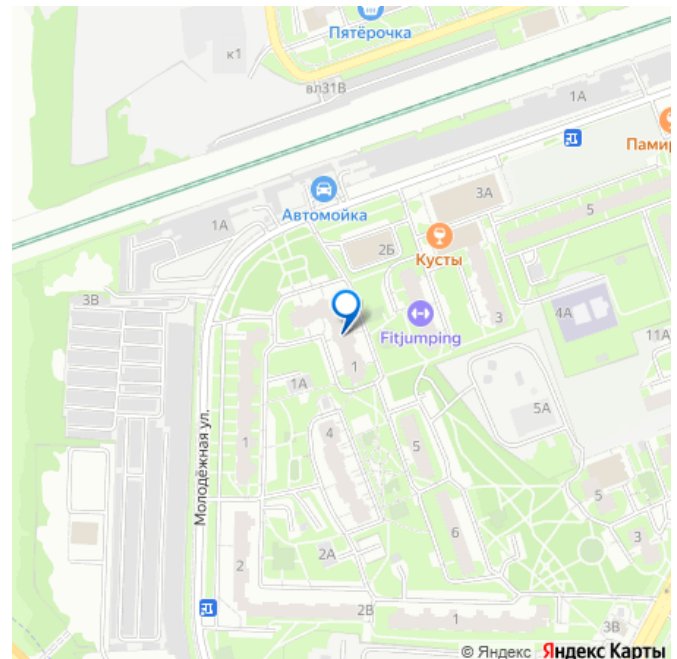 Пятёрочка
к1
вл31В
1А
Памир
Автомойка
3А
5
1А
2Б
Кусты
3В
4А
Fitjumping
3
11А
1
1А
5А
Молодёжная ул.
1
4
5
5
6
3
2А
2
2В
1
3В
© Яндекс Яндекс Карты